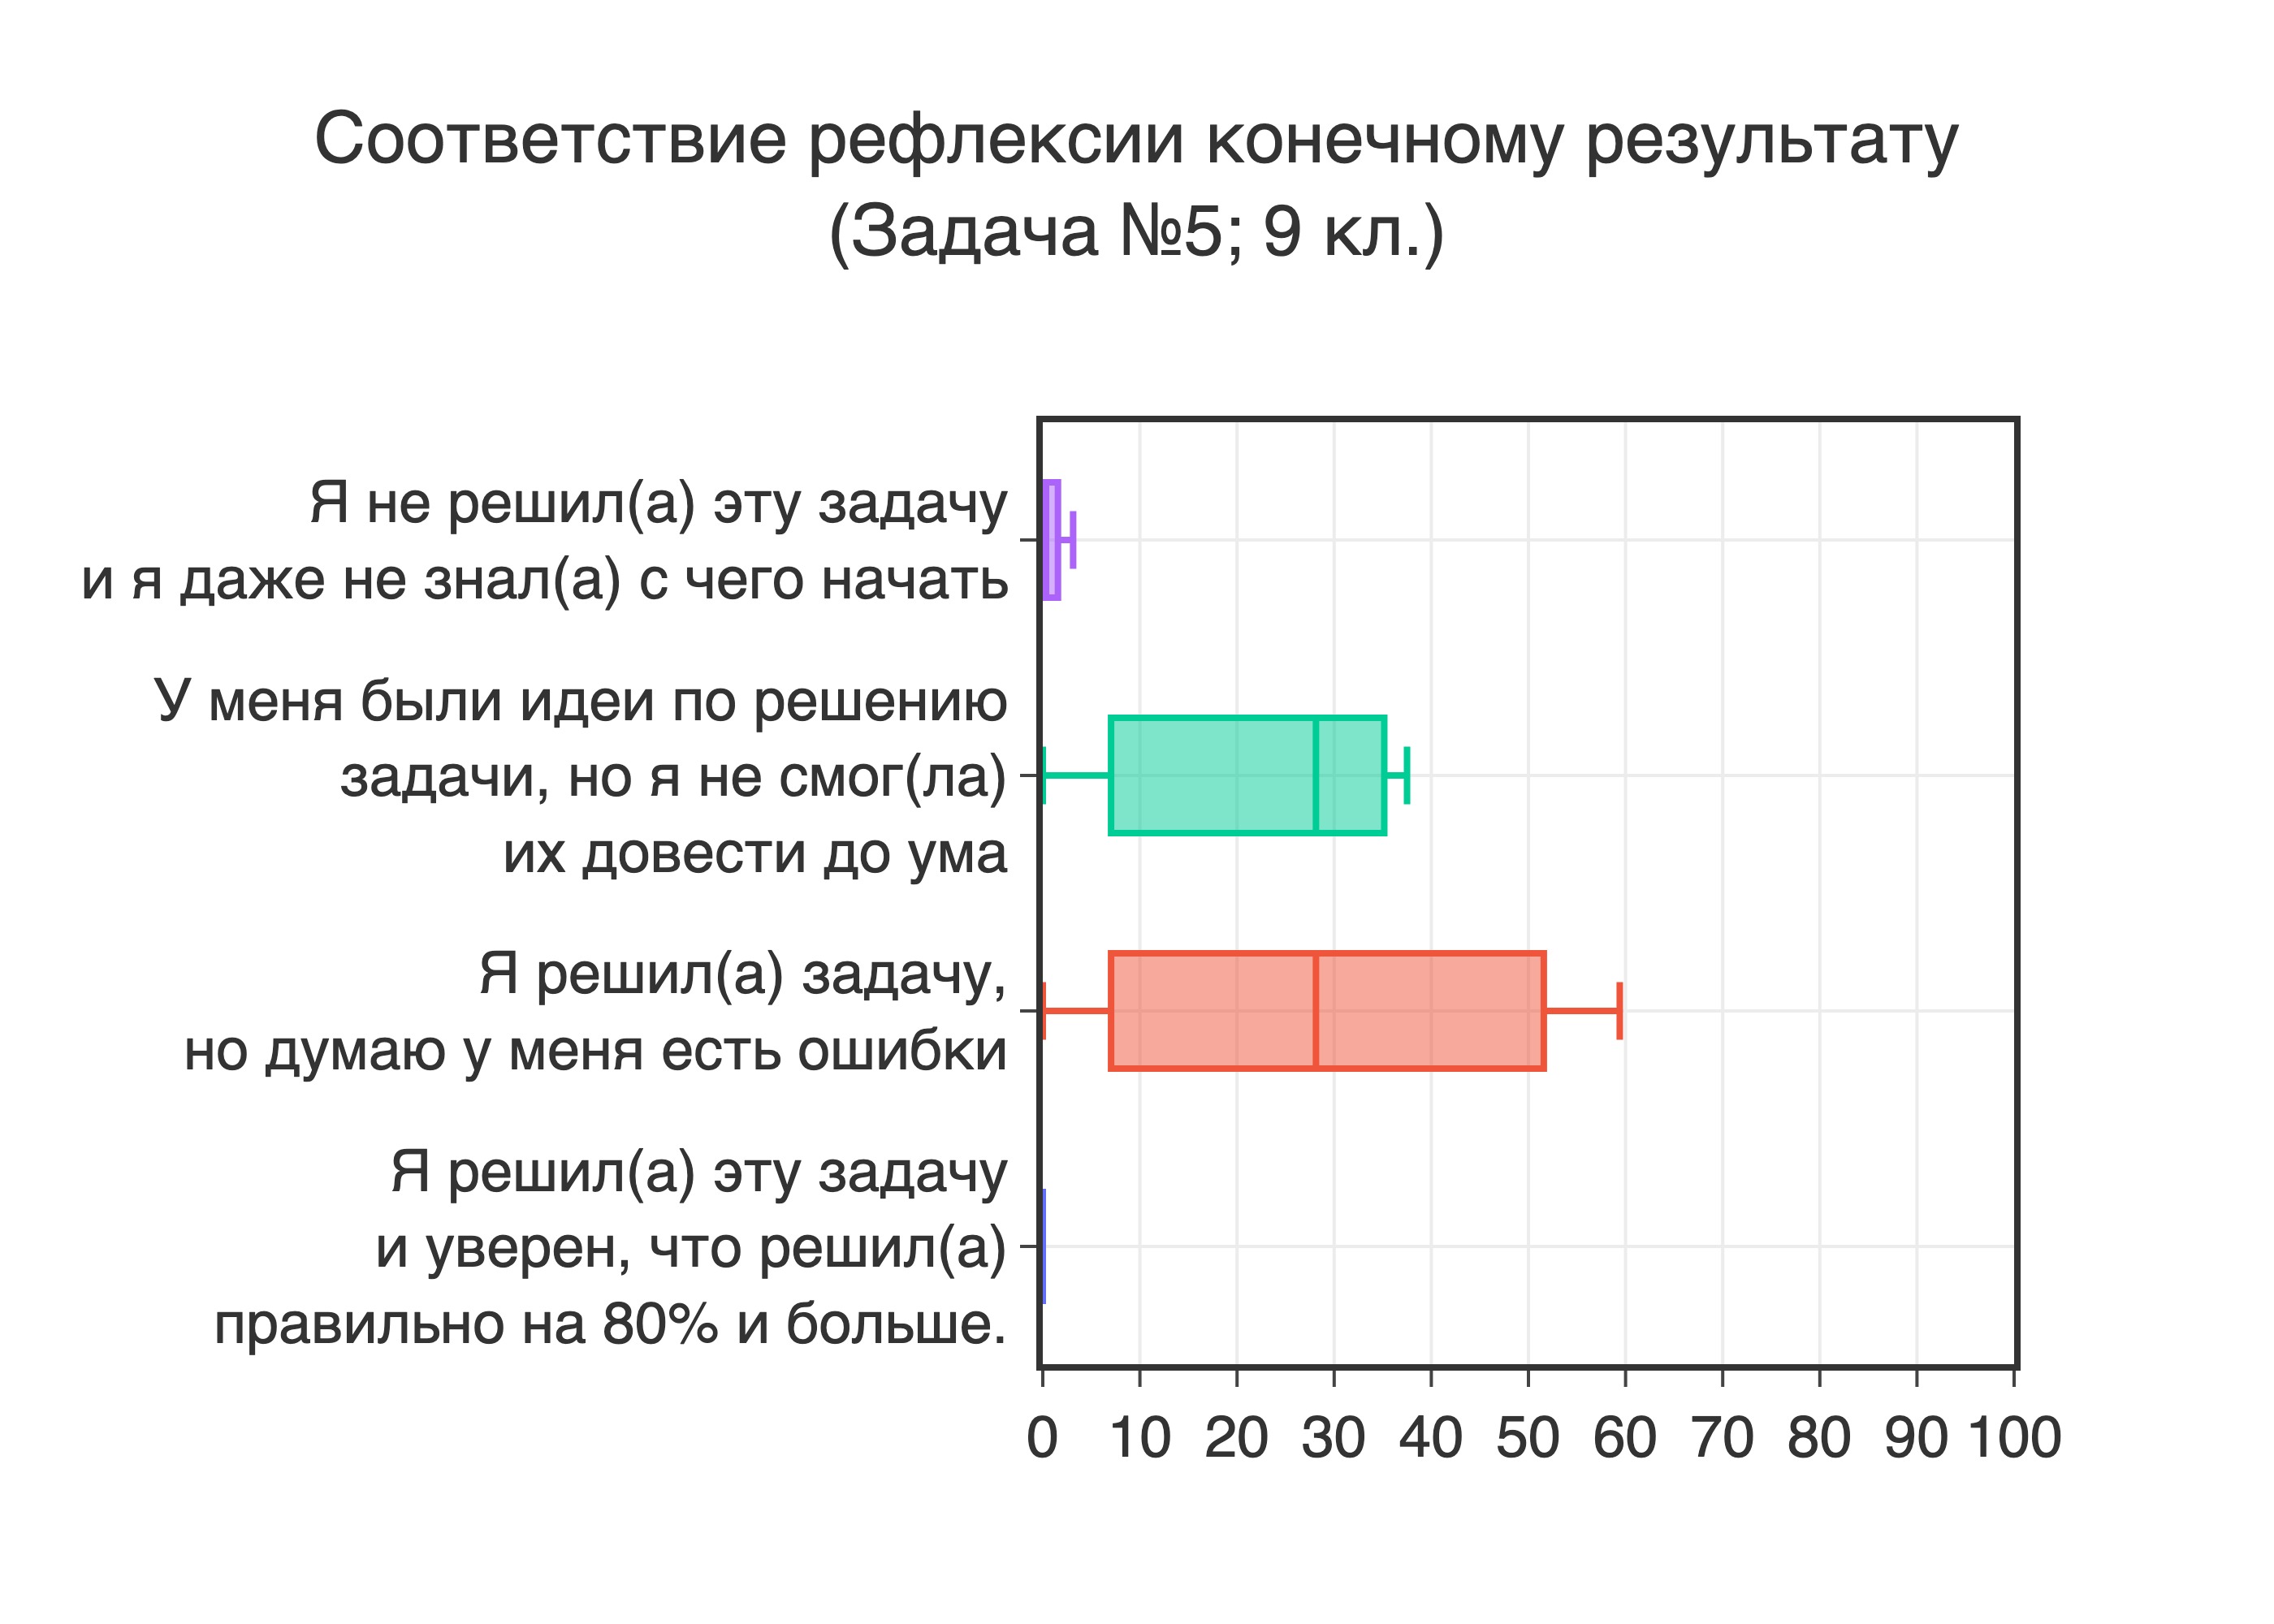 Соответствие рефлексии конечному результату
(Задача №5; 9 кл.)
Я не решил(а) эту задачу
и я даже не знал(а) с чего начать
У меня были идеи по решению
задачи, но я не смог(ла)
их довести до ума
Я решил(а) задачу,
но думаю у меня есть ошибки
Я решил(а) эту задачу
и уверен, что решил(а)
правильно на 80% и больше.
0 10 20 30 40 50 60 70 80 90 100